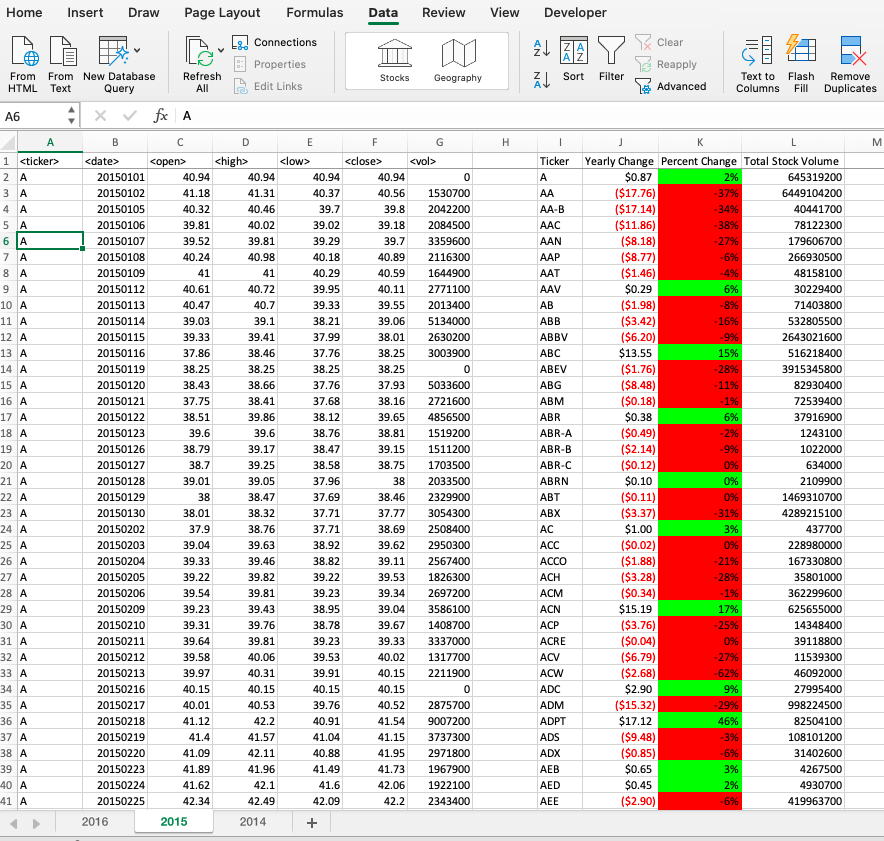 Home Insert Draw Page Layout Formulas Data Review View Developer
From HTML From Text New Database Query Refresh All Connections Properties Edit Links Stocks Geography Sort Filter Clear Reapply Advanced Text to Columns Flash Fill Remove Duplicates
A6 fx A
A B C D E F G H I J K L M
1 <ticker> <date> <open> <high> <low> <close> <vol> Ticker Yearly Change Percent Change Total Stock Volume
2 A 20150101 40.94 40.94 40.94 40.94 0 A $0.87 2% 645319200
3 A 20150102 41.18 41.31 40.37 40.56 1530700 AA ($17.76) -37% 6449104200
4 A 20150105 40.32 40.46 39.7 39.8 2042200 AA-B ($17.14) -34% 40441700
5 A 20150106 39.81 40.02 39.02 39.18 2084500 AAC ($11.86) -38% 78122300
6 A 20150107 39.52 39.81 39.29 39.7 3359600 AAN ($8.18) -27% 179606700
7 A 20150108 40.24 40.98 40.18 40.89 2116300 AAP ($8.77) -6% 266930500
8 A 20150109 41 41 40.29 40.59 1644900 AAT ($1.46) -4% 48158100
9 A 20150112 40.61 40.72 39.95 40.11 2771100 AAV $0.29 6% 30229400
10 A 20150113 40.47 40.7 39.33 39.55 2013400 AB ($1.98) -8% 71403800
11 A 20150114 39.03 39.1 38.21 39.06 5134000 ABB ($3.42) -16% 532805500
12 A 20150115 39.33 39.41 37.99 38.01 2630200 ABBV ($6.20) -9% 2643021600
13 A 20150116 37.86 38.46 37.76 38.25 3003900 ABC $13.55 15% 516218400
14 A 20150119 38.25 38.25 38.25 38.25 0 ABEV ($1.76) -28% 3915345800
15 A 20150120 38.43 38.66 37.76 37.93 5033600 ABG ($8.48) -11% 82930400
16 A 20150121 37.75 38.41 37.68 38.16 2721600 ABM ($0.18) -1% 72539400
17 A 20150122 38.51 39.86 38.12 39.65 4856500 ABR $0.38 6% 37916900
18 A 20150123 39.6 39.6 38.76 38.81 1519200 ABR-A ($0.49) -2% 1243100
19 A 20150126 38.79 39.17 38.47 39.15 1511200 ABR-B ($2.14) -9% 1022000
20 A 20150127 38.7 39.25 38.58 38.75 1703500 ABR-C ($0.12) 0% 634000
21 A 20150128 39.01 39.05 37.96 38 2033500 ABRN $0.10 0% 2109900
22 A 20150129 38 38.47 37.69 38.46 2329900 ABT ($0.11) 0% 1469310700
23 A 20150130 38.01 38.32 37.71 37.77 3054300 ABX ($3.37) -31% 4289215100
24 A 20150202 37.9 38.76 37.71 38.69 2508400 AC $1.00 3% 437700
25 A 20150203 39.04 39.63 38.92 39.62 2950300 ACC ($0.02) 0% 228980000
26 A 20150204 39.33 39.46 38.82 39.11 2567400 ACCO ($1.88) -21% 167330800
27 A 20150205 39.22 39.82 39.22 39.53 1826300 ACH ($3.28) -28% 35801000
28 A 20150206 39.54 39.81 39.23 39.34 2697200 ACM ($0.34) -1% 362299600
29 A 20150209 39.23 39.43 38.95 39.04 3586100 ACN $15.19 17% 625655000
30 A 20150210 39.31 39.76 38.78 39.67 1408700 ACP ($3.76) -25% 14348400
31 A 20150211 39.64 39.81 39.23 39.33 3337000 ACRE ($0.04) 0% 39118800
32 A 20150212 39.58 40.06 39.53 40.02 1317700 ACV ($6.79) -27% 11539300
33 A 20150213 39.97 40.31 39.91 40.15 2211900 ACW ($2.68) -62% 46092000
34 A 20150216 40.15 40.15 40.15 40.15 0 ADC $2.90 9% 27995400
35 A 20150217 40.01 40.53 39.76 40.52 2875700 ADM ($15.32) -29% 998224500
36 A 20150218 41.12 42.2 40.91 41.54 9007200 ADPT $17.12 46% 82504100
37 A 20150219 41.4 41.57 41.04 41.15 3737300 ADS ($9.48) -3% 108101200
38 A 20150220 41.09 42.11 40.88 41.95 2971800 ADX ($0.85) -6% 31402600
39 A 20150223 41.89 41.96 41.49 41.73 1967900 AEB $0.65 3% 4267500
40 A 20150224 41.62 42.1 41.6 42.06 1922100 AED $0.45 2% 4930700
41 A 20150225 42.34 42.49 42.09 42.2 2343400 AEE ($2.90) -6% 419963700
2016 2015 2014 +